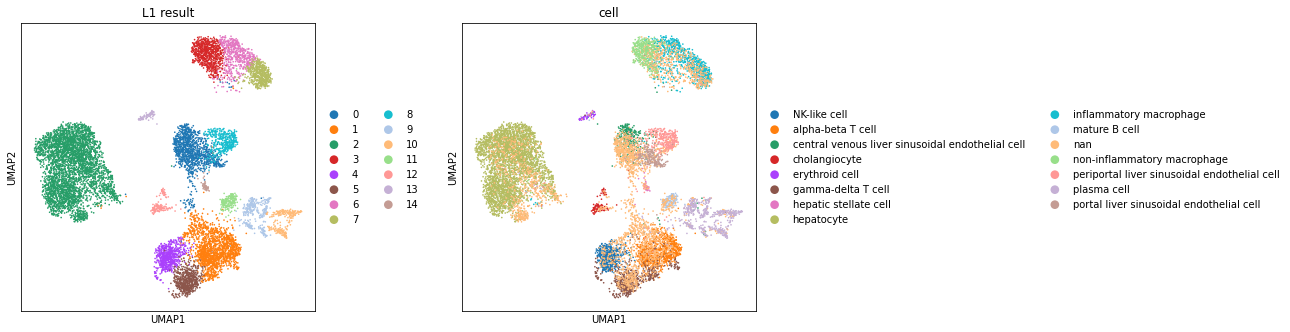 L1 result
UMAP2
UMAP1
0
1
2
3
4
5
6
7
8
9
10
11
12
13
14
cell
UMAP2
UMAP1
NK-like cell
alpha-beta T cell
central venous liver sinusoidal endothelial cell
cholangiocyte
erythroid cell
gamma-delta T cell
hepatic stellate cell
hepatocyte
inflammatory macrophage
mature B cell
nan
non-inflammatory macrophage
periportal liver sinusoidal endothelial cell
plasma cell
portal liver sinusoidal endothelial cell